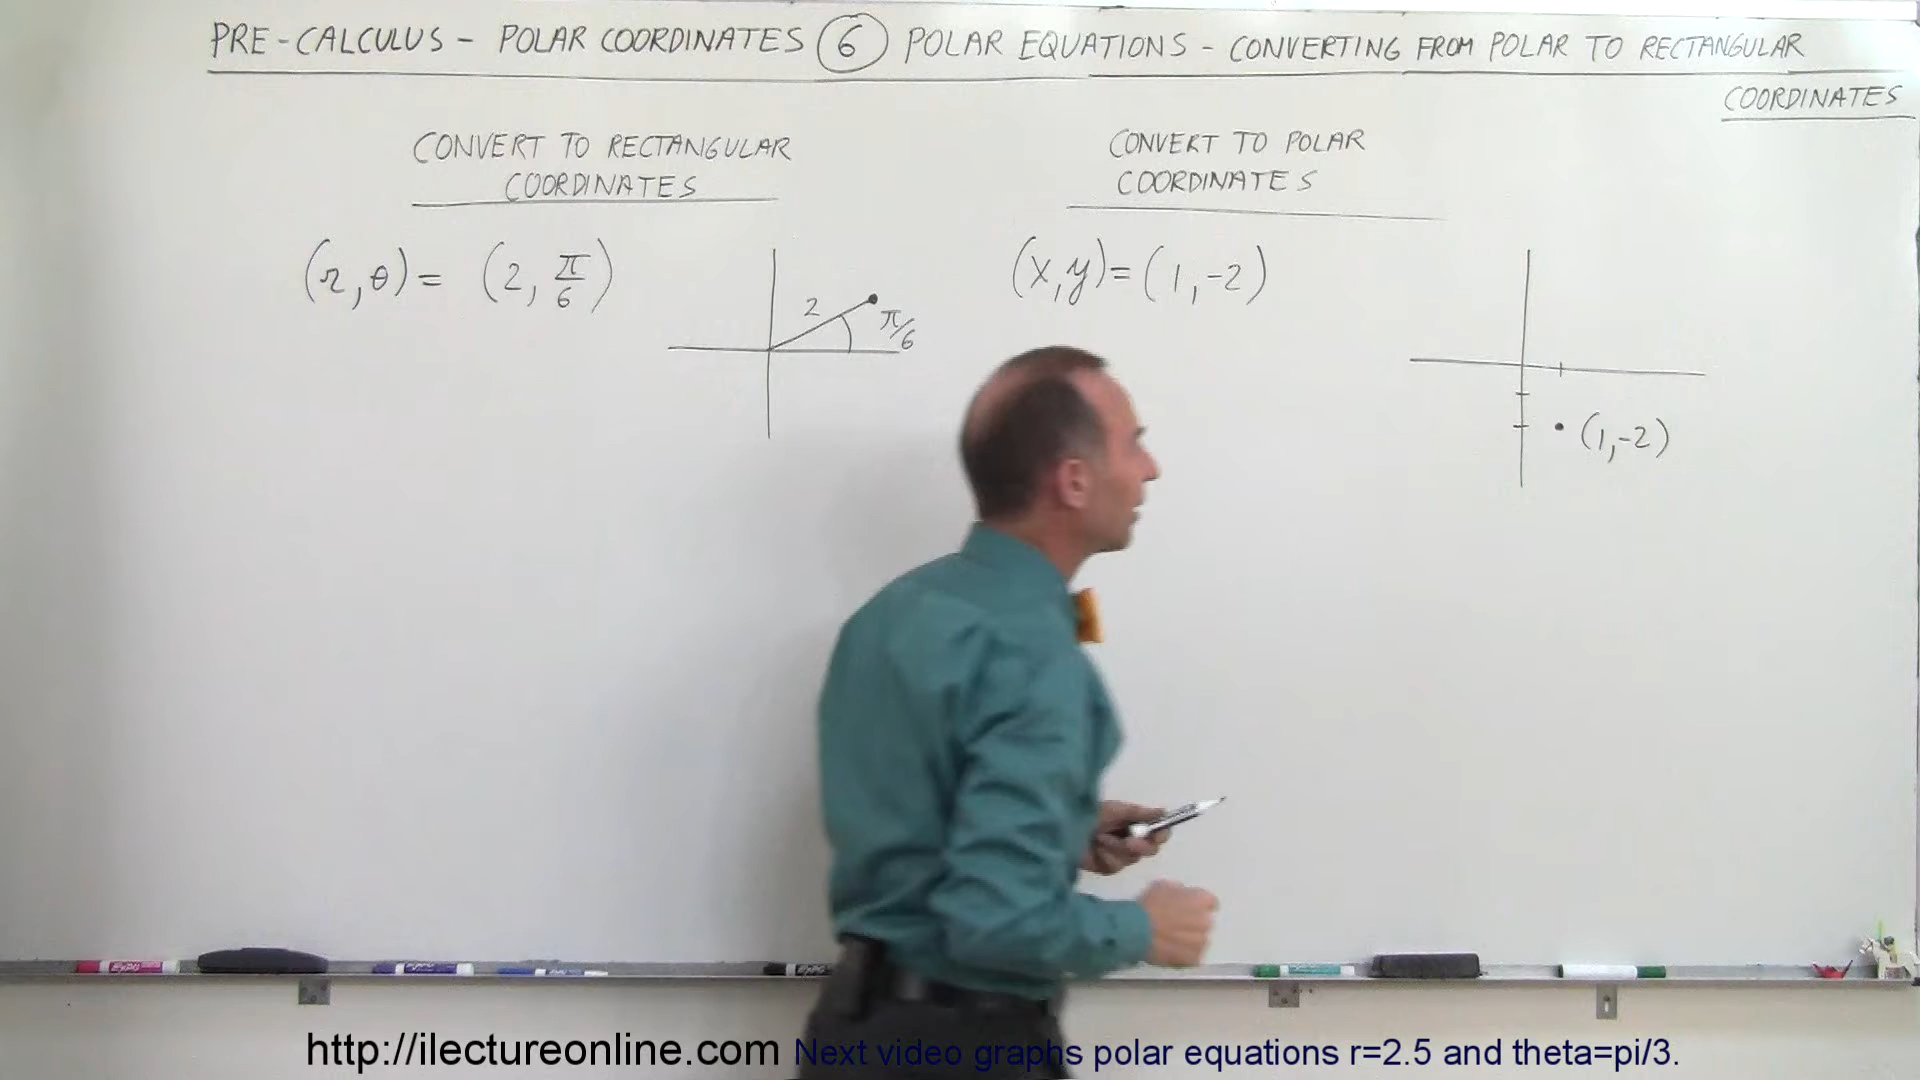 PRE-CALCULUS - POLAR COORDINATES 6 POLAR EQUATIONS - CONVERTING FROM POLAR TO RECTANGULAR
COORDINATES
CONVERT TO RECTANGULAR
COORDINATES
(r, θ) = (2, π/6)
2
π/6
CONVERT TO POLAR
COORDINATES
(x,y) = (1,-2)
(1,-2)
EXPO
http://ilectureonline.com Next video graphs polar equations r=2.5 and theta=pi/3.